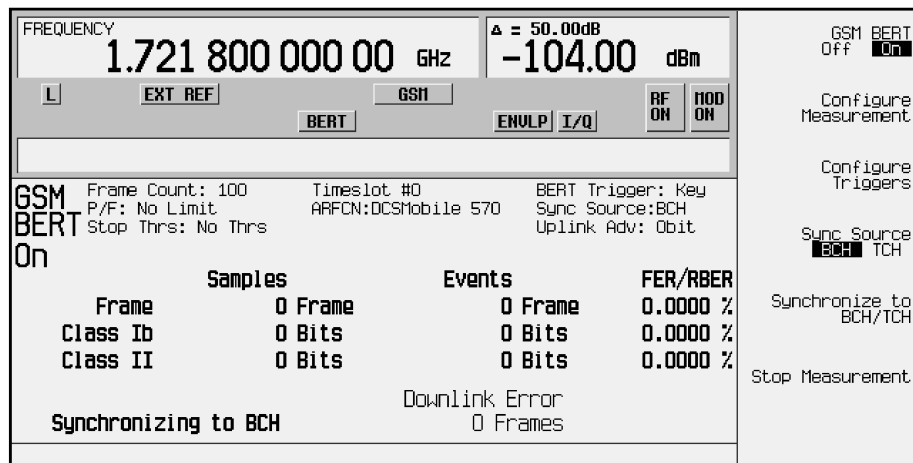 FREQUENCY
1.721 800 000 00 GHz
Δ = 50.00dB
-104.00 dBm
L EXT REF GSM RF ON MOD ON
BERT ENVLP I/Q
GSM BERT On
Frame Count: 100 Timeslot #0 BERT Trigger: Key
P/F: No Limit ARFCN:DCSMobile 570 Sync Source:BCH
Stop Thrs: No Thrs Uplink Adv: 0bit
Samples Events FER/RBER
Frame 0 Frame 0 Frame 0.0000 %
Class Ib 0 Bits 0 Bits 0.0000 %
Class II 0 Bits 0 Bits 0.0000 %
Downlink Error
Synchronizing to BCH 0 Frames
GSM BERT
Off On
Configure
Measurement
Configure
Triggers
Sync Source
BCH TCH
Synchronize to
BCH/TCH
Stop Measurement